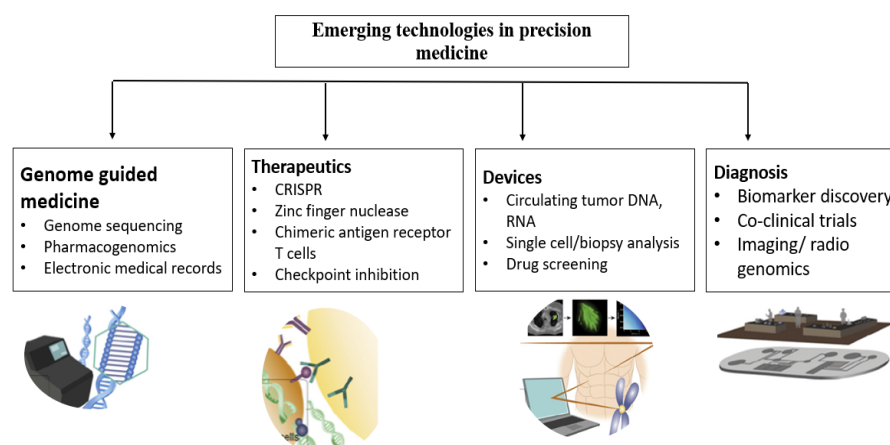 Emerging technologies in precision
medicine
Genome guided
medicine
• Genome sequencing
• Pharmacogenomics
• Electronic medical records
Therapeutics
• CRISPR
• Zinc finger nuclease
• Chimeric antigen receptor
T cells
• Checkpoint inhibition
Devices
• Circulating tumor DNA,
RNA
• Single cell/biopsy analysis
• Drug screening
Diagnosis
• Biomarker discovery
• Co-clinical trials
• Imaging/ radio
genomics
cells